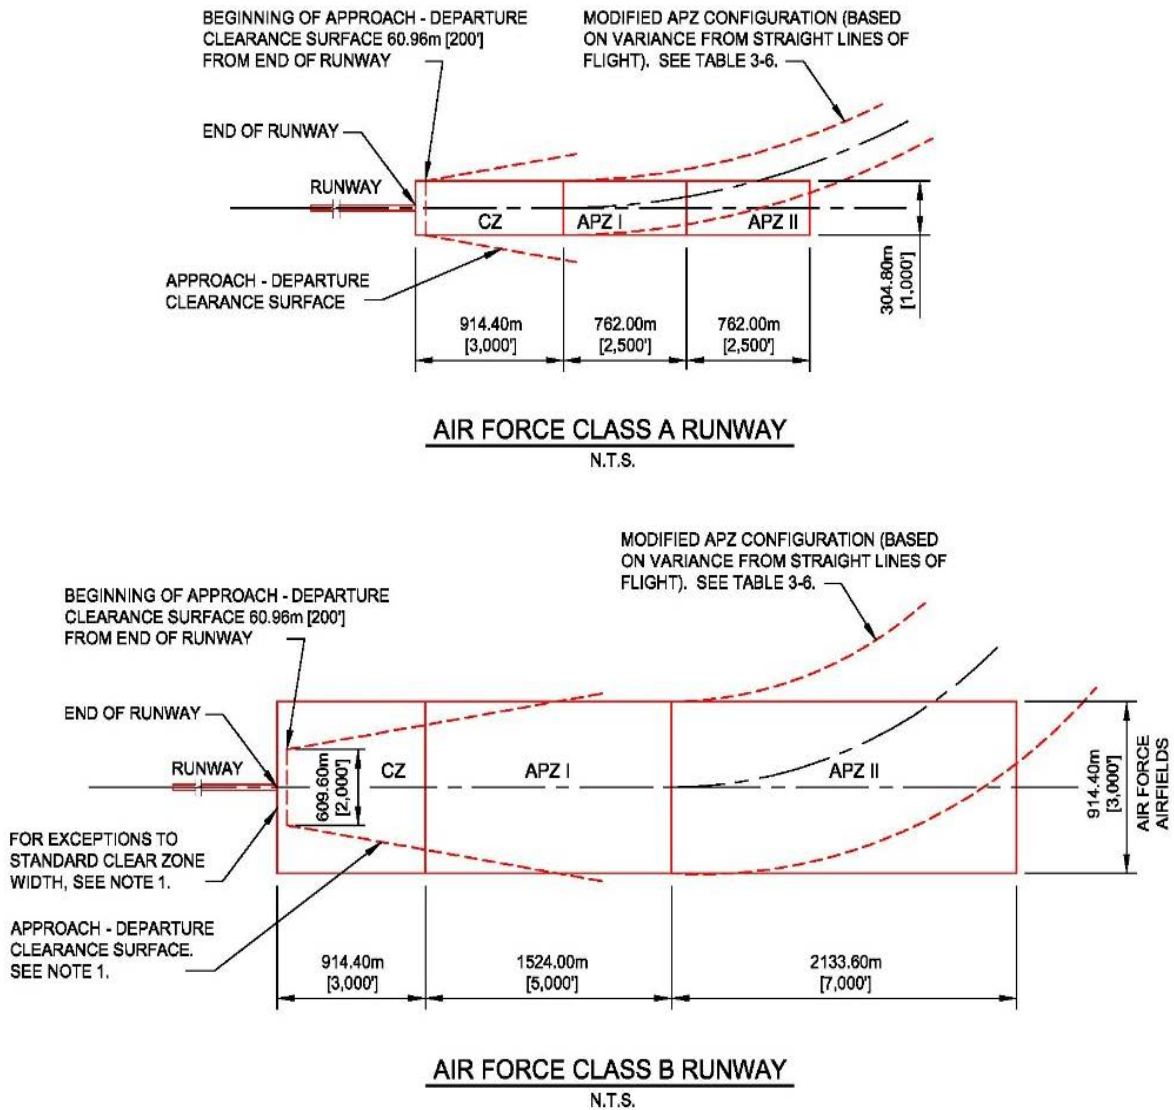 BEGINNING OF APPROACH - DEPARTURE
CLEARANCE SURFACE 60.96m [200']
FROM END OF RUNWAY
MODIFIED APZ CONFIGURATION (BASED
ON VARIANCE FROM STRAIGHT LINES OF
FLIGHT). SEE TABLE 3-6.
END OF RUNWAY
RUNWAY
CZ
APZ I
APZ II
APPROACH - DEPARTURE
CLEARANCE SURFACE
304.80m
[1,000']
914.40m
[3,000']
762.00m
[2,500']
762.00m
[2,500']
AIR FORCE CLASS A RUNWAY
N.T.S.
MODIFIED APZ CONFIGURATION (BASED
ON VARIANCE FROM STRAIGHT LINES OF
FLIGHT). SEE TABLE 3-6.
BEGINNING OF APPROACH - DEPARTURE
CLEARANCE SURFACE 60.96m [200']
FROM END OF RUNWAY
END OF RUNWAY
RUNWAY
609.60m
[2,000']
CZ
APZ I
APZ II
914.40m
[3,000']
AIR FORCE
AIRFIELDS
FOR EXCEPTIONS TO
STANDARD CLEAR ZONE
WIDTH, SEE NOTE 1.
APPROACH - DEPARTURE
CLEARANCE SURFACE.
SEE NOTE 1.
914.40m
[3,000']
1524.00m
[5,000']
2133.60m
[7,000']
AIR FORCE CLASS B RUNWAY
N.T.S.